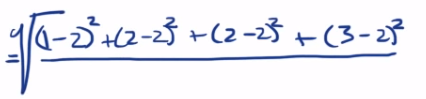 = √(1-2)² + (2-2)² + (2-2)² + (3-2)²